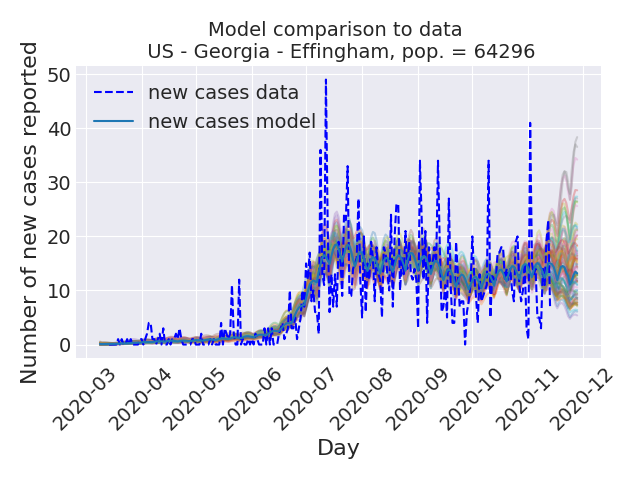 Model comparison to data
US - Georgia - Effingham, pop. = 64296
Number of new cases reported
50
40
30
20
10
0
new cases data
new cases model
2020-03
2020-04
2020-05
2020-06
2020-07
2020-08
2020-09
2020-10
2020-11
2020-12
Day